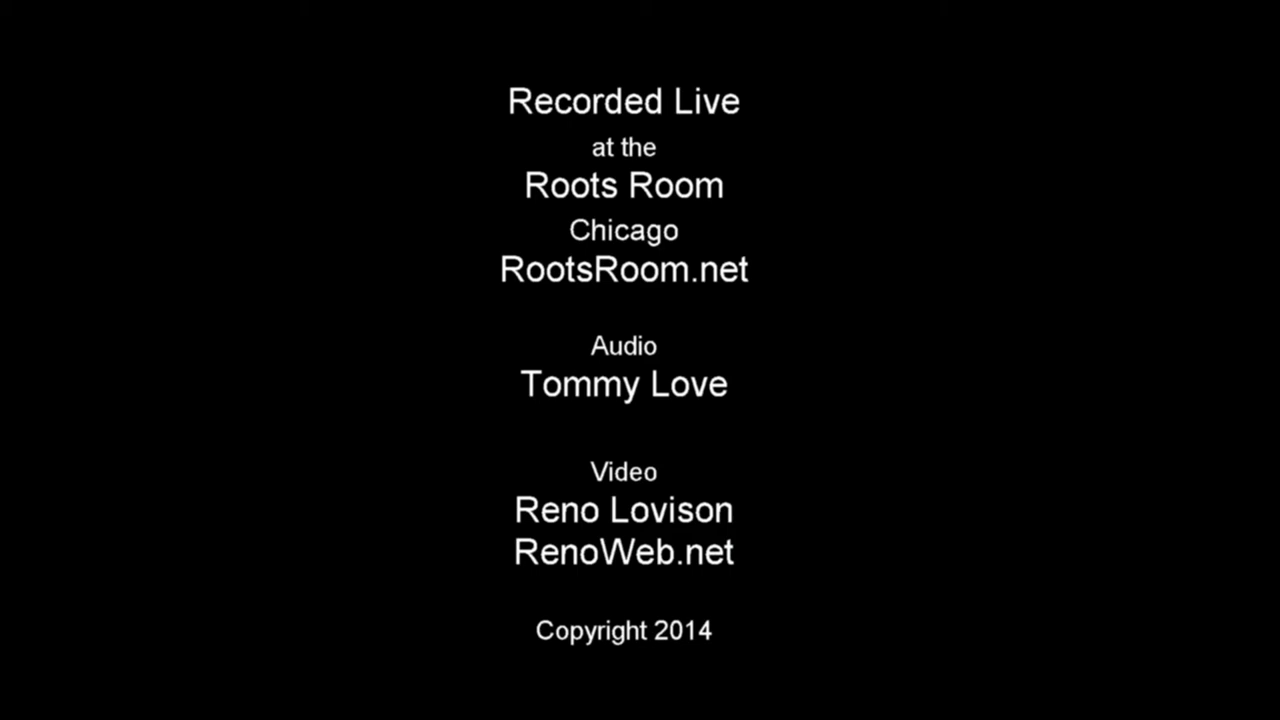 Recorded Live
at the
Roots Room
Chicago
RootsRoom.net
Audio
Tommy Love
Video
Reno Lovison
RenoWeb.net
Copyright 2014